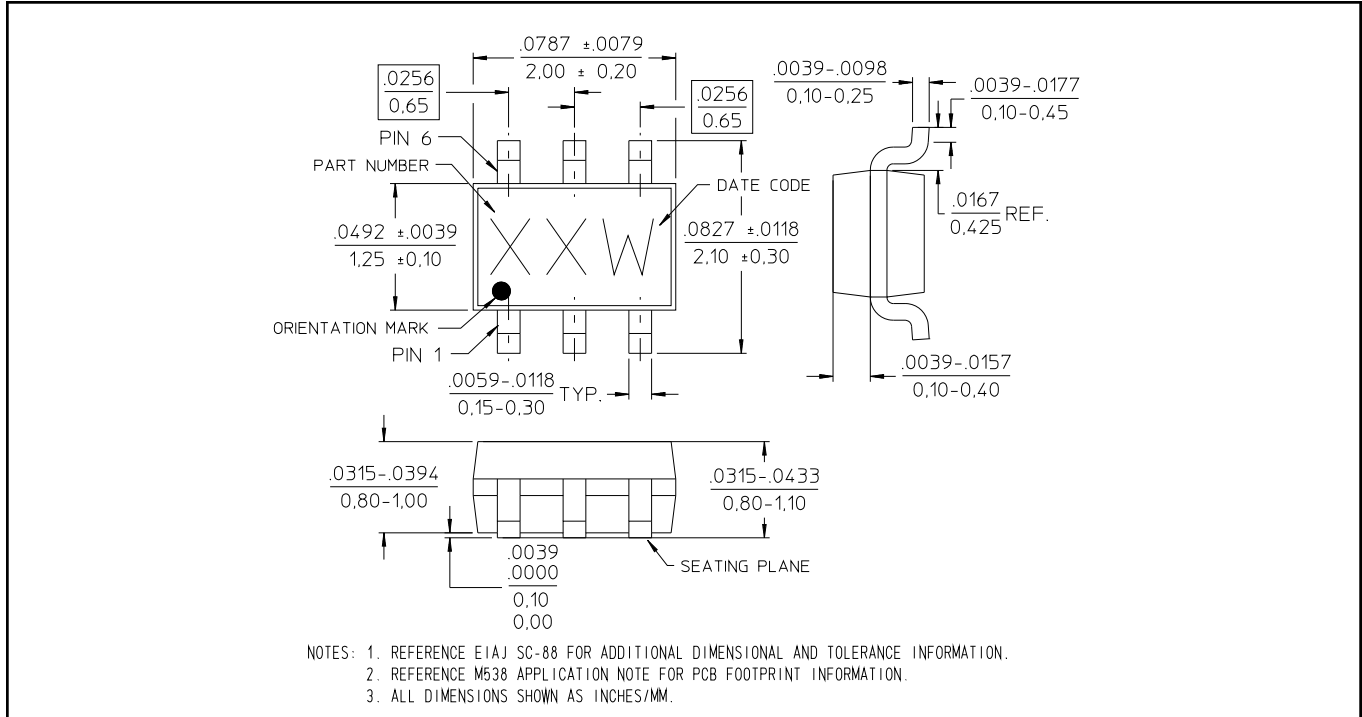 .0787 ±.0079
2,00 ± 0,20
.0256
0,65
.0256
0.65
PIN 6
PART NUMBER
DATE CODE
.0492 ±.0039
1,25 ±0,10
XXW
.0827 ±.0118
2,10 ±0,30
ORIENTATION MARK
PIN 1
.0059-.0118
0,15-0,30
TYP.
.0039-.0098
0,10-0,25
.0039-.0177
0,10-0,45
.0167
0,425
REF.
.0039-.0157
0,10-0,40
.0315-.0394
0,80-1,00
.0315-.0433
0,80-1,10
.0039
.0000
0,10
0,00
SEATING PLANE
NOTES: 1. REFERENCE EIAJ SC-88 FOR ADDITIONAL DIMENSIONAL AND TOLERANCE INFORMATION.
2. REFERENCE M538 APPLICATION NOTE FOR PCB FOOTPRINT INFORMATION.
3. ALL DIMENSIONS SHOWN AS INCHES/MM.